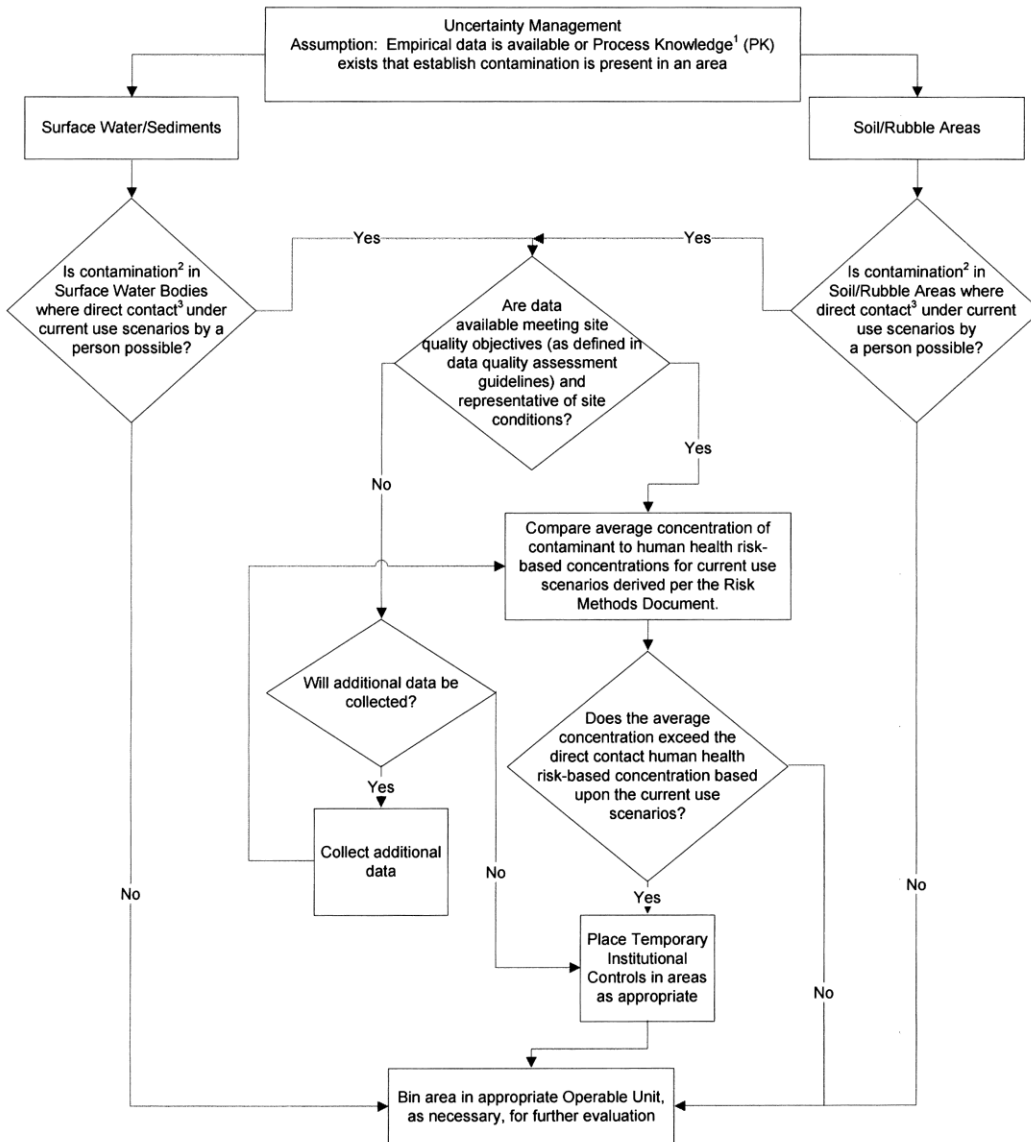 Uncertainty Management
Assumption: Empirical data is available or Process Knowledge¹ (PK)
exists that establish contamination is present in an area
Surface Water/Sediments
Soil/Rubble Areas
Is contamination² in
Surface Water Bodies
where direct contact³ under
current use scenarios by
a person possible?
Yes
Yes
Is contamination² in
Soil/Rubble Areas where
direct contact³ under current
use scenarios by
a person possible?
Are data
available meeting site
quality objectives (as defined in
data quality assessment
guidelines) and
representative of site
conditions?
Yes
No
Compare average concentration of
contaminant to human health risk-
based concentrations for current use
scenarios derived per the Risk
Methods Document.
Will additional data be
collected?
Does the average
concentration exceed the
direct contact human health
risk-based concentration based
upon the current use
scenarios?
Yes
Collect additional
data
No
No
No
Yes
Place Temporary
Institutional
Controls in areas
as appropriate
No
Bin area in appropriate Operable Unit,
as necessary, for further evaluation